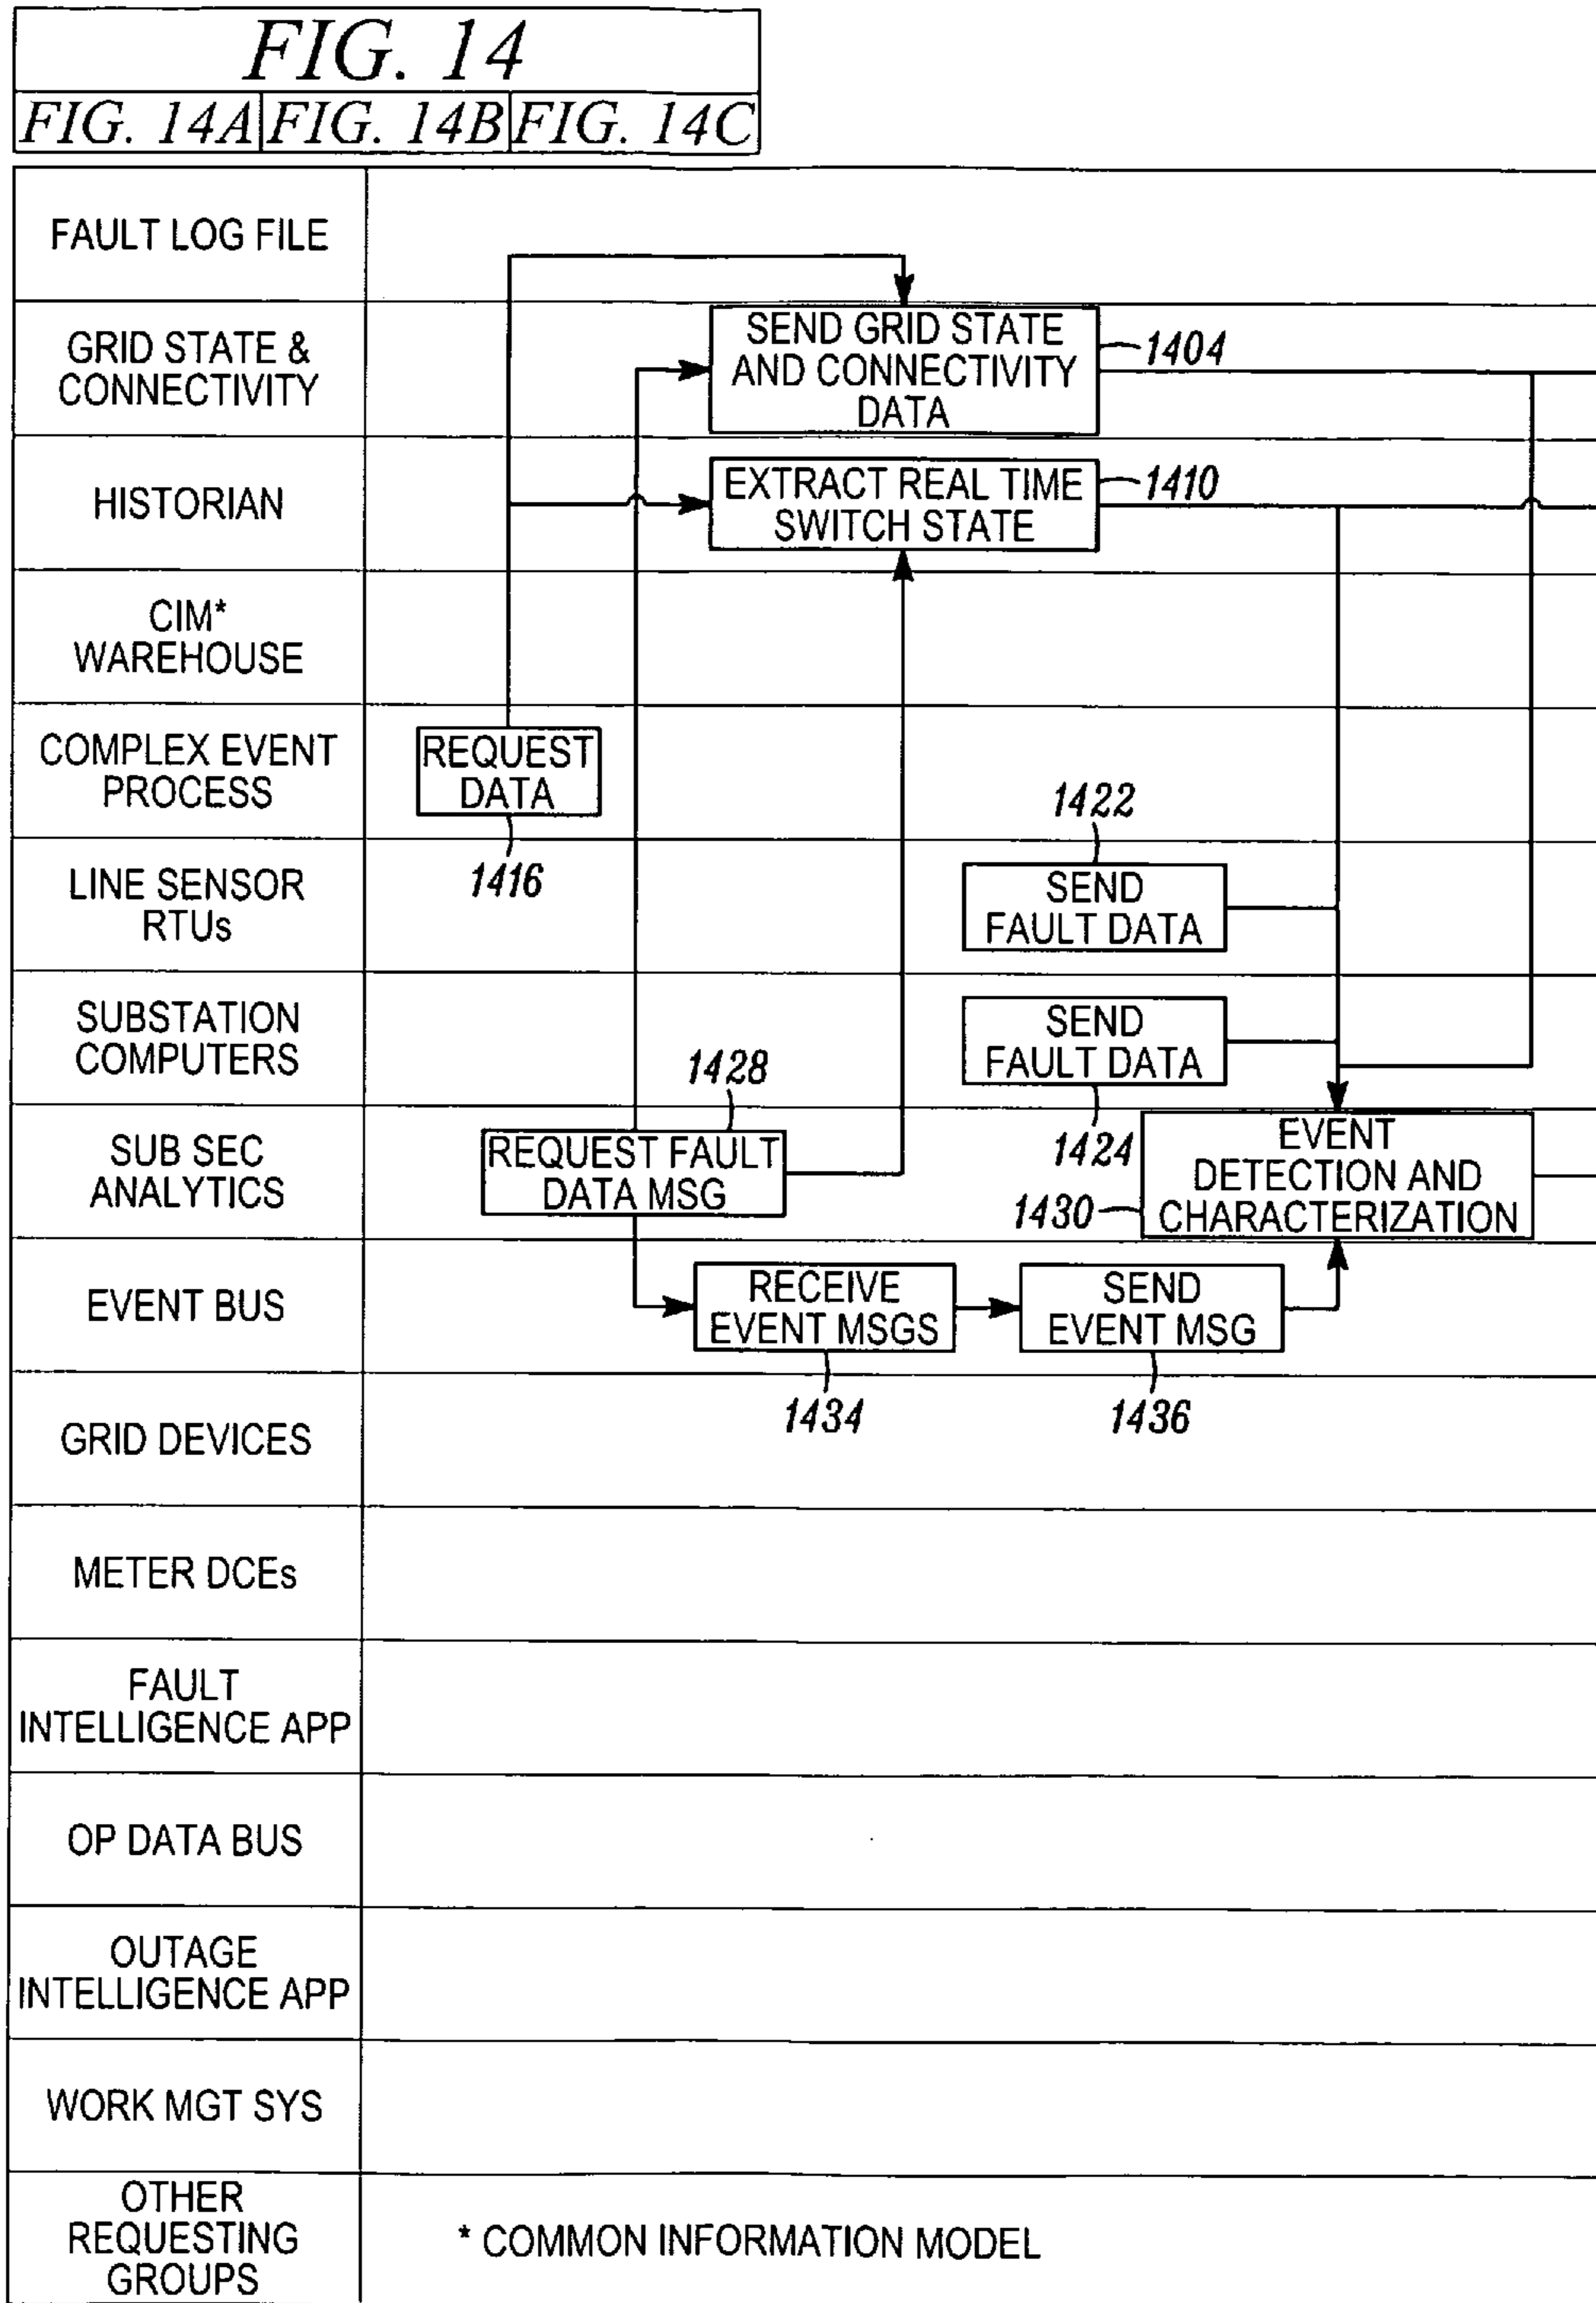 FIG. 14
FIG. 14A FIG. 14B FIG. 14C
FAULT LOG FILE
GRID STATE &
CONNECTIVITY
SEND GRID STATE
AND CONNECTIVITY
DATA
1404
HISTORIAN
EXTRACT REAL TIME
SWITCH STATE
1410
CIM*
WAREHOUSE
COMPLEX EVENT
PROCESS
REQUEST
DATA
1416
LINE SENSOR
RTUs
1422
SEND
FAULT DATA
SUBSTATION
COMPUTERS
SEND
FAULT DATA
1424
SUB SEC
ANALYTICS
1428
REQUEST FAULT
DATA MSG
1430
EVENT
DETECTION AND
CHARACTERIZATION
EVENT BUS
RECEIVE
EVENT MSGS
1434
SEND
EVENT MSG
1436
GRID DEVICES
METER DCEs
FAULT
INTELLIGENCE APP
OP DATA BUS
OUTAGE
INTELLIGENCE APP
WORK MGT SYS
OTHER
REQUESTING
GROUPS
* COMMON INFORMATION MODEL